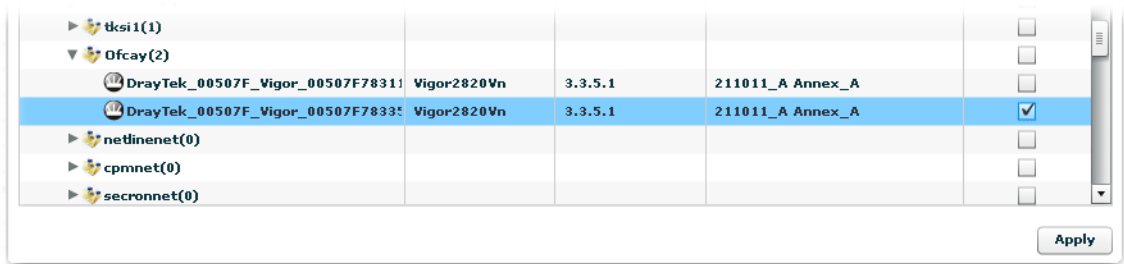 tksi1(1)
Ofcay(2)
DrayTek_00507F_Vigor_00507F78311 Vigor2820Vn 3.3.5.1 211011_A Annex_A
DrayTek_00507F_Vigor_00507F78335 Vigor2820Vn 3.3.5.1 211011_A Annex_A
netlinenet(0)
cpmnet(0)
secronnet(0)
Apply